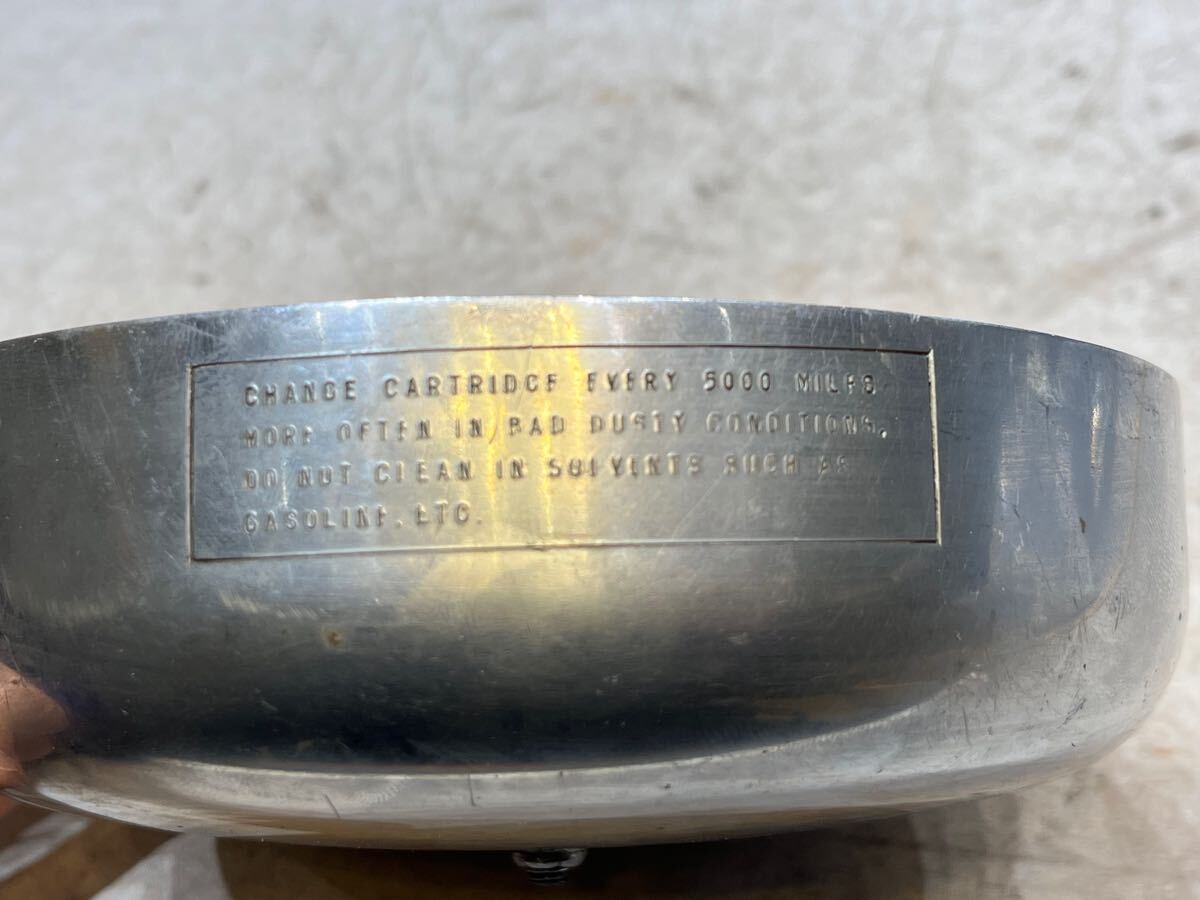 CHANGE CARTRIDGE EVERY 5000 MILES
MORE OFTEN IN BAD DUSTY CONDITIONS.
DO NOT CLEAN IN SOLVENTS SUCH AS
GASOLINE, ETC.